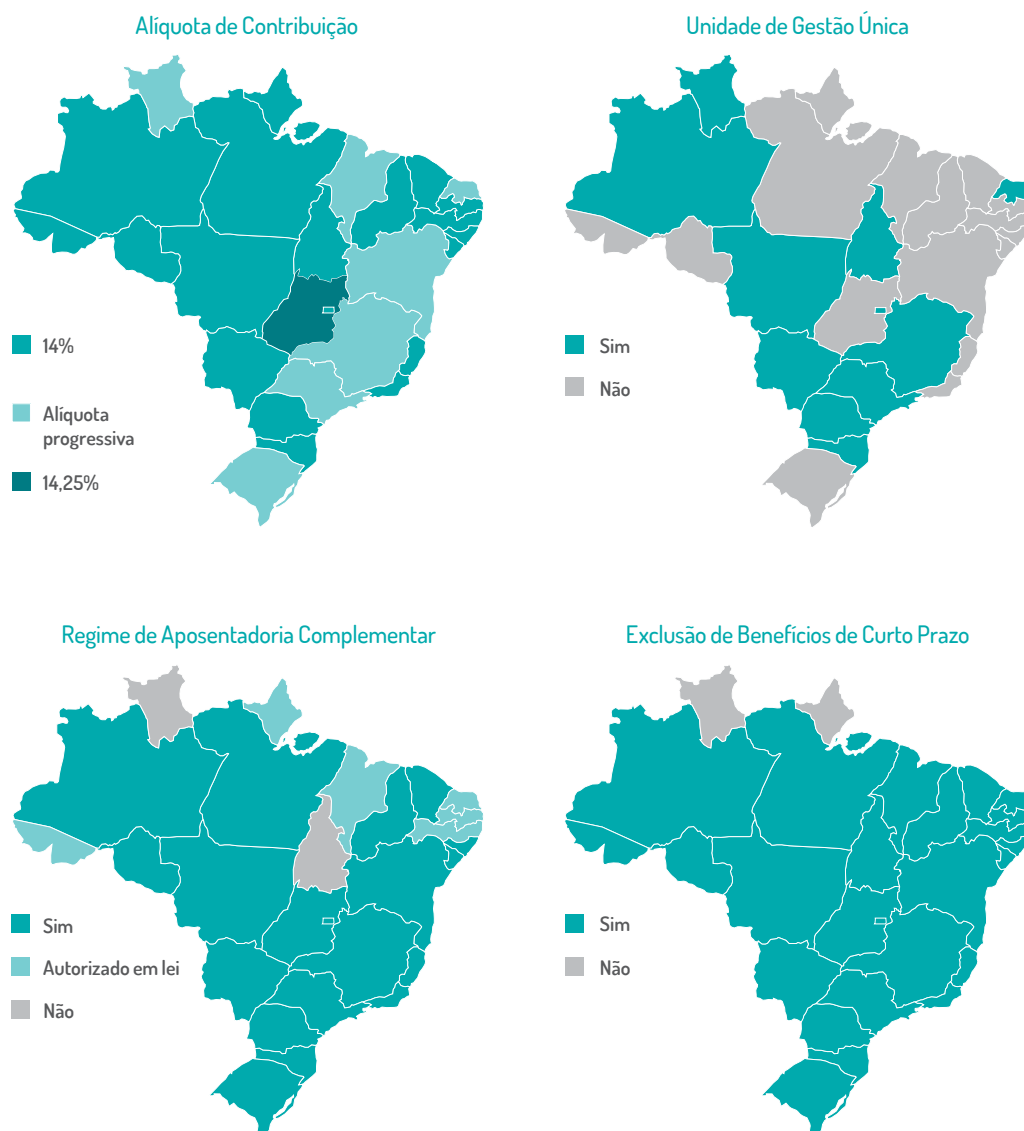 Alíquota de Contribuição
14%
Alíquota
progressiva
14,25%
Unidade de Gestão Única
Sim
Não
Regime de Aposentadoria Complementar
Sim
Autorizado em lei
Não
Exclusão de Benefícios de Curto Prazo
Sim
Não